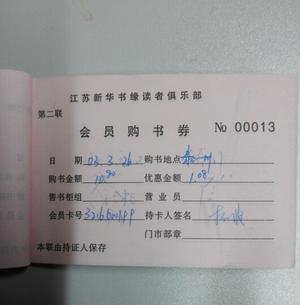 江苏新华书缘读者俱乐部
第二联
会员购书券 No 00013
日期 03.3.26 购书地点 泰州
购书金额 10.80 优惠金额 1.08
售书柜组 营业员
会员卡号 持卡人签名
门市部章
本联由持证人保存